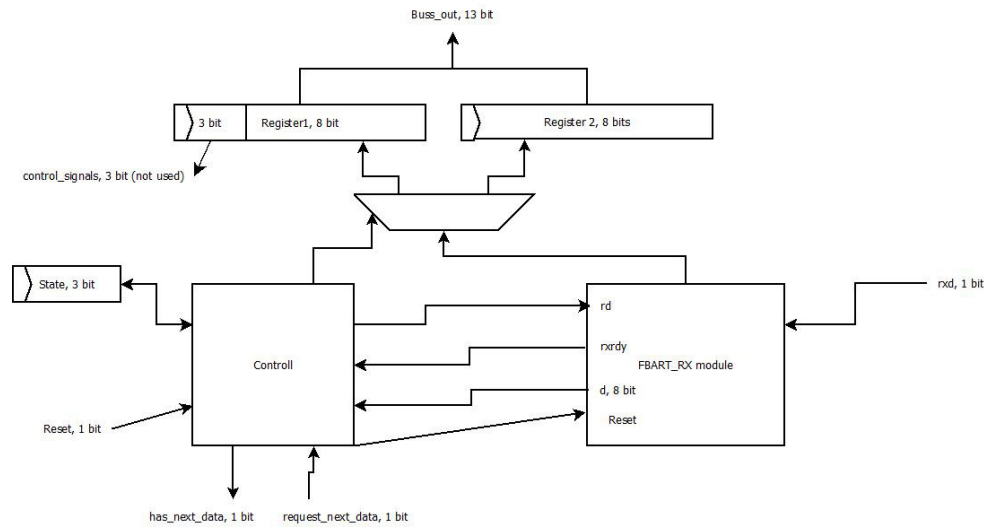 Buss_out, 13 bit
3 bit
Register1, 8 bit
Register 2, 8 bits
control_signals, 3 bit (not used)
State, 3 bit
rxd, 1 bit
rd
rxrdy
Controll
FBART_RX module
d, 8 bit
Reset
Reset, 1 bit
has_next_data, 1 bit
request_next_data, 1 bit